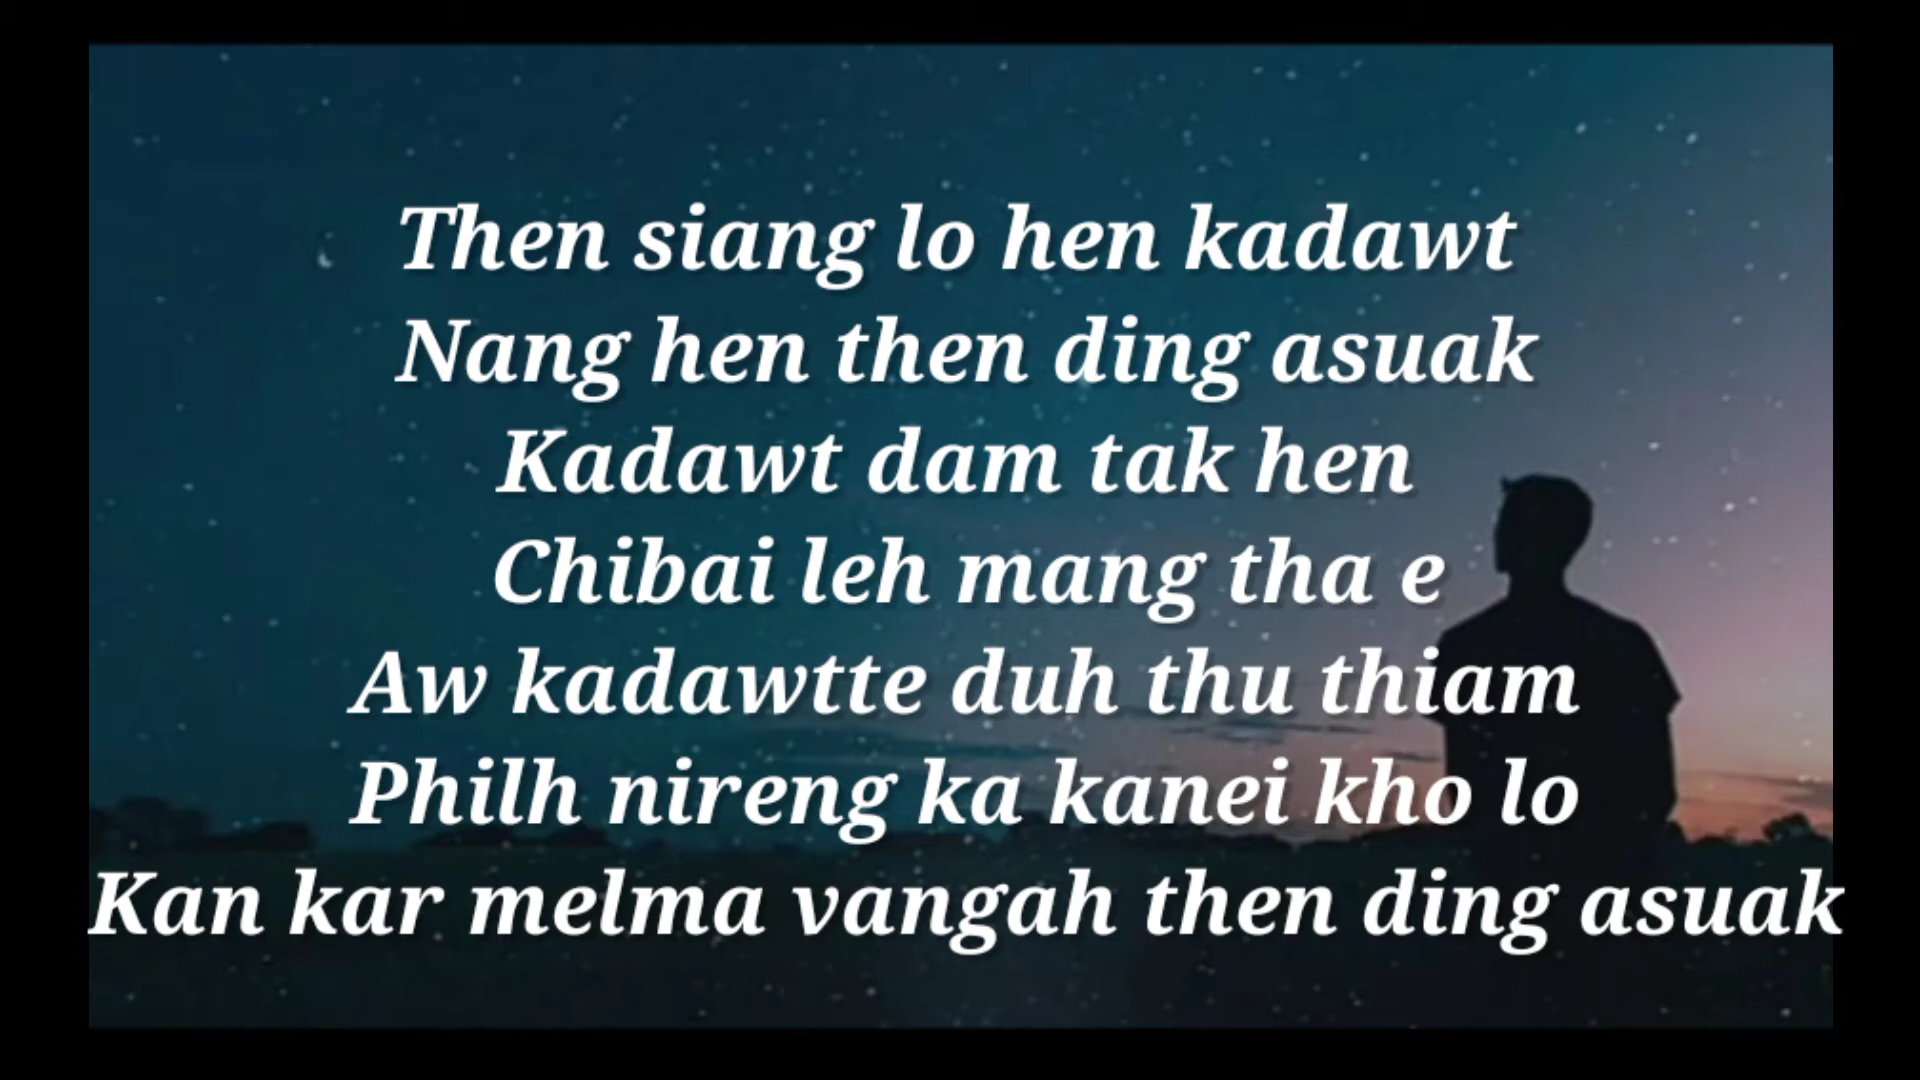 Then siang lo hen kadawt
Nang hen then ding asuak
Kadawt dam tak hen
Chibai leh mang tha e
Aw kadawtte duh thu thiam
Philh nireng ka kanei kho lo
Kan kar melma vangah then ding asuak